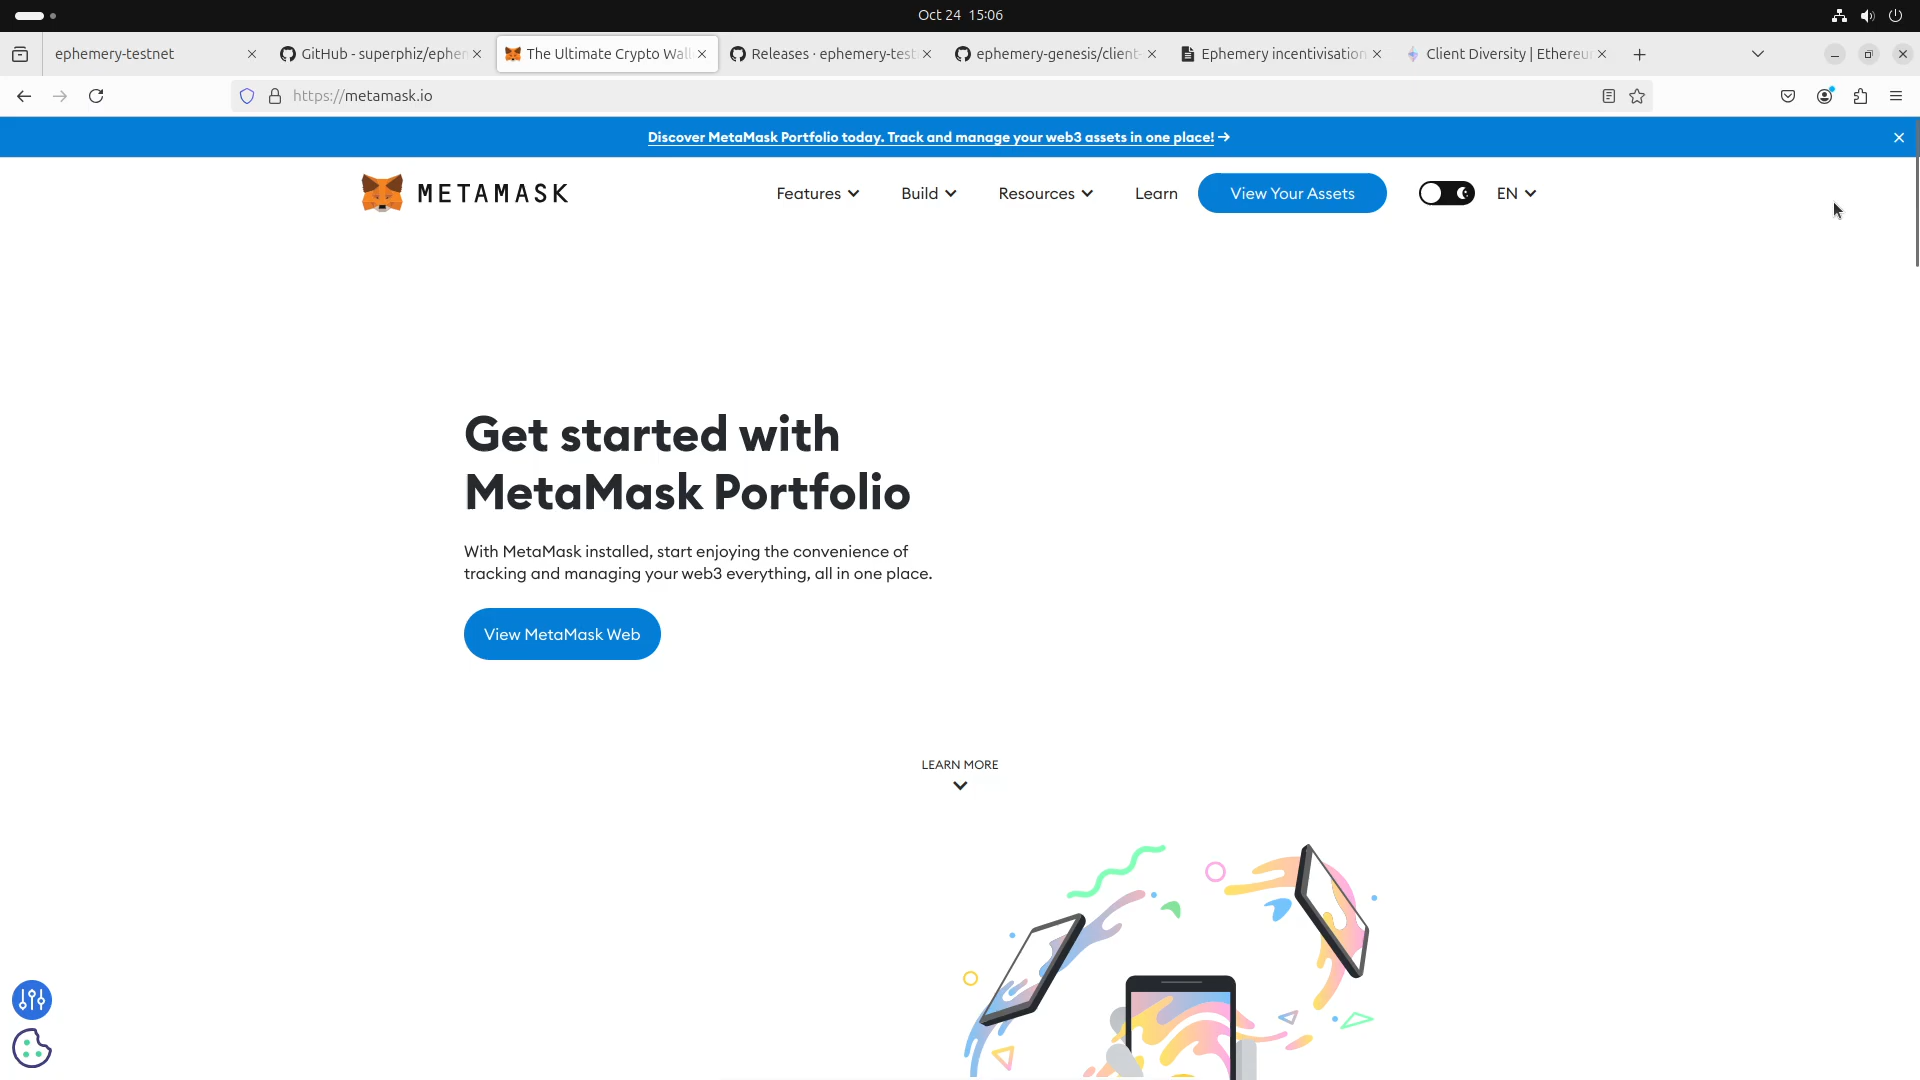 Oct 24 15:06
ephemery-testnet
GitHub - superphiz/ephem
The Ultimate Crypto Wall
Releases · ephemery-test
ephemery-genesis/client-
Ephemery incentivisation
Client Diversity | Ethereu
https://metamask.io
Discover MetaMask Portfolio today. Track and manage your web3 assets in one place! →
METAMASK
Features
Build
Resources
Learn
View Your Assets
EN
Get started with
MetaMask Portfolio
With MetaMask installed, start enjoying the convenience of
tracking and managing your web3 everything, all in one place.
View MetaMask Web
LEARN MORE